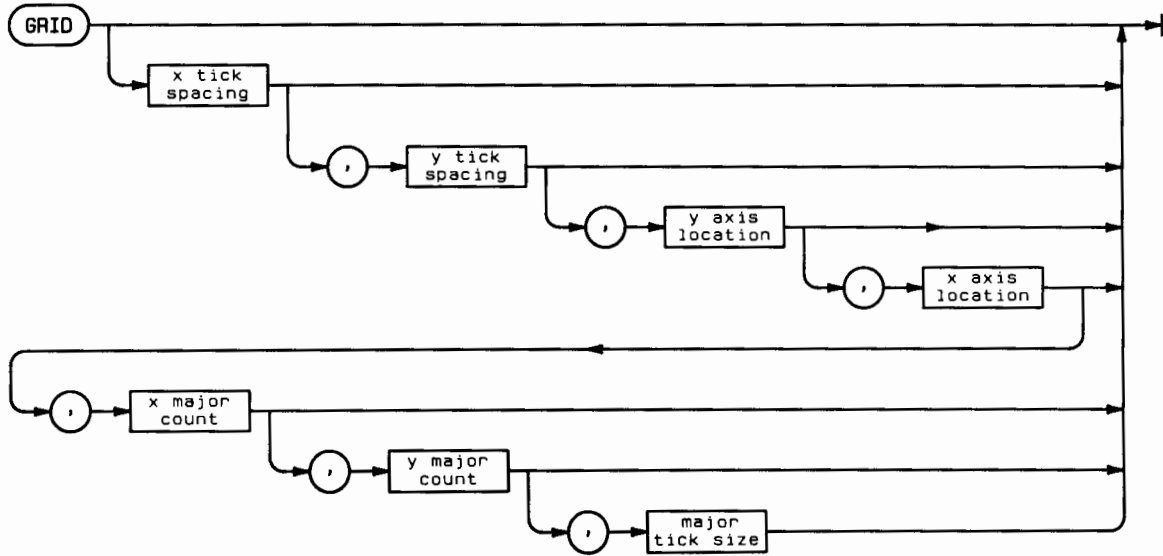 GRID
x tick
spacing
,
y tick
spacing
,
y axis
location
,
x axis
location
,
x major
count
,
y major
count
,
major
tick size